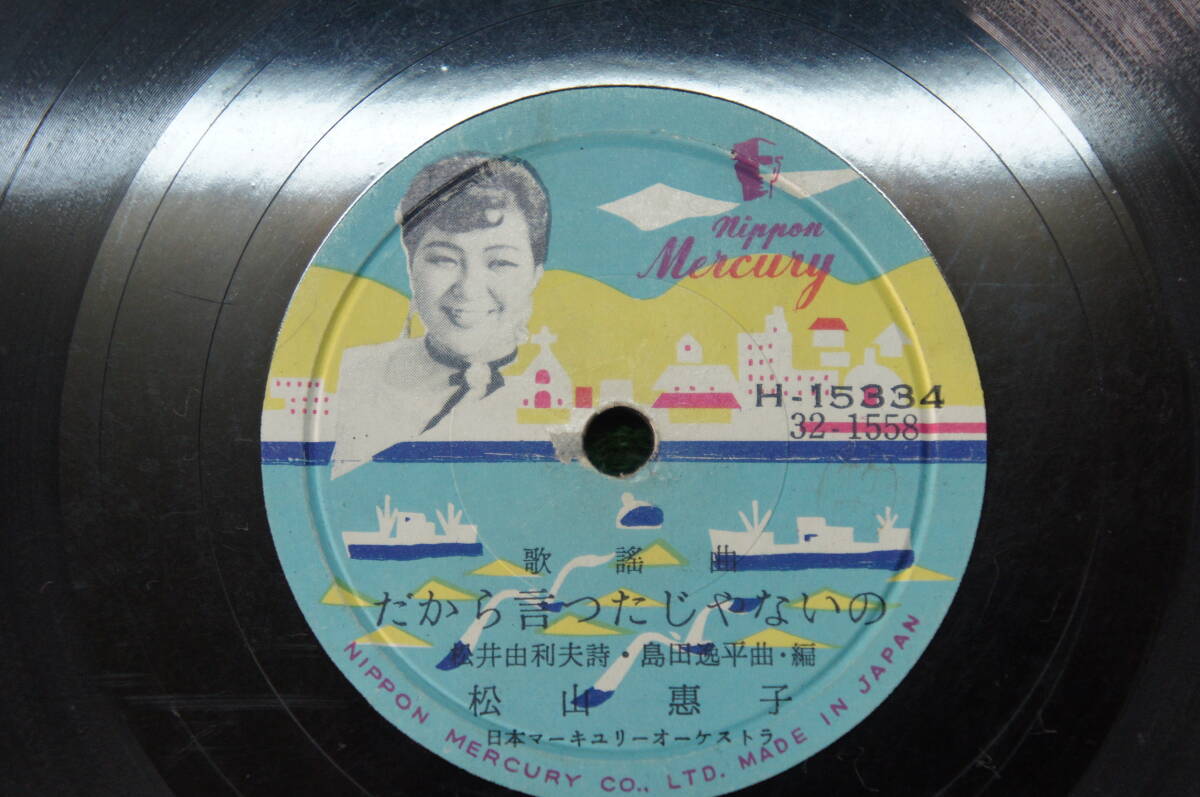 Nippon
Mercury
H-15334
32-1558
歌謡曲
だから言つたじやないの
松井由利夫詩・島田逸平曲・編
松山恵子
日本マーキユリーオーケストラ
NIPPON MERCURY CO., LTD. MADE IN JAPAN